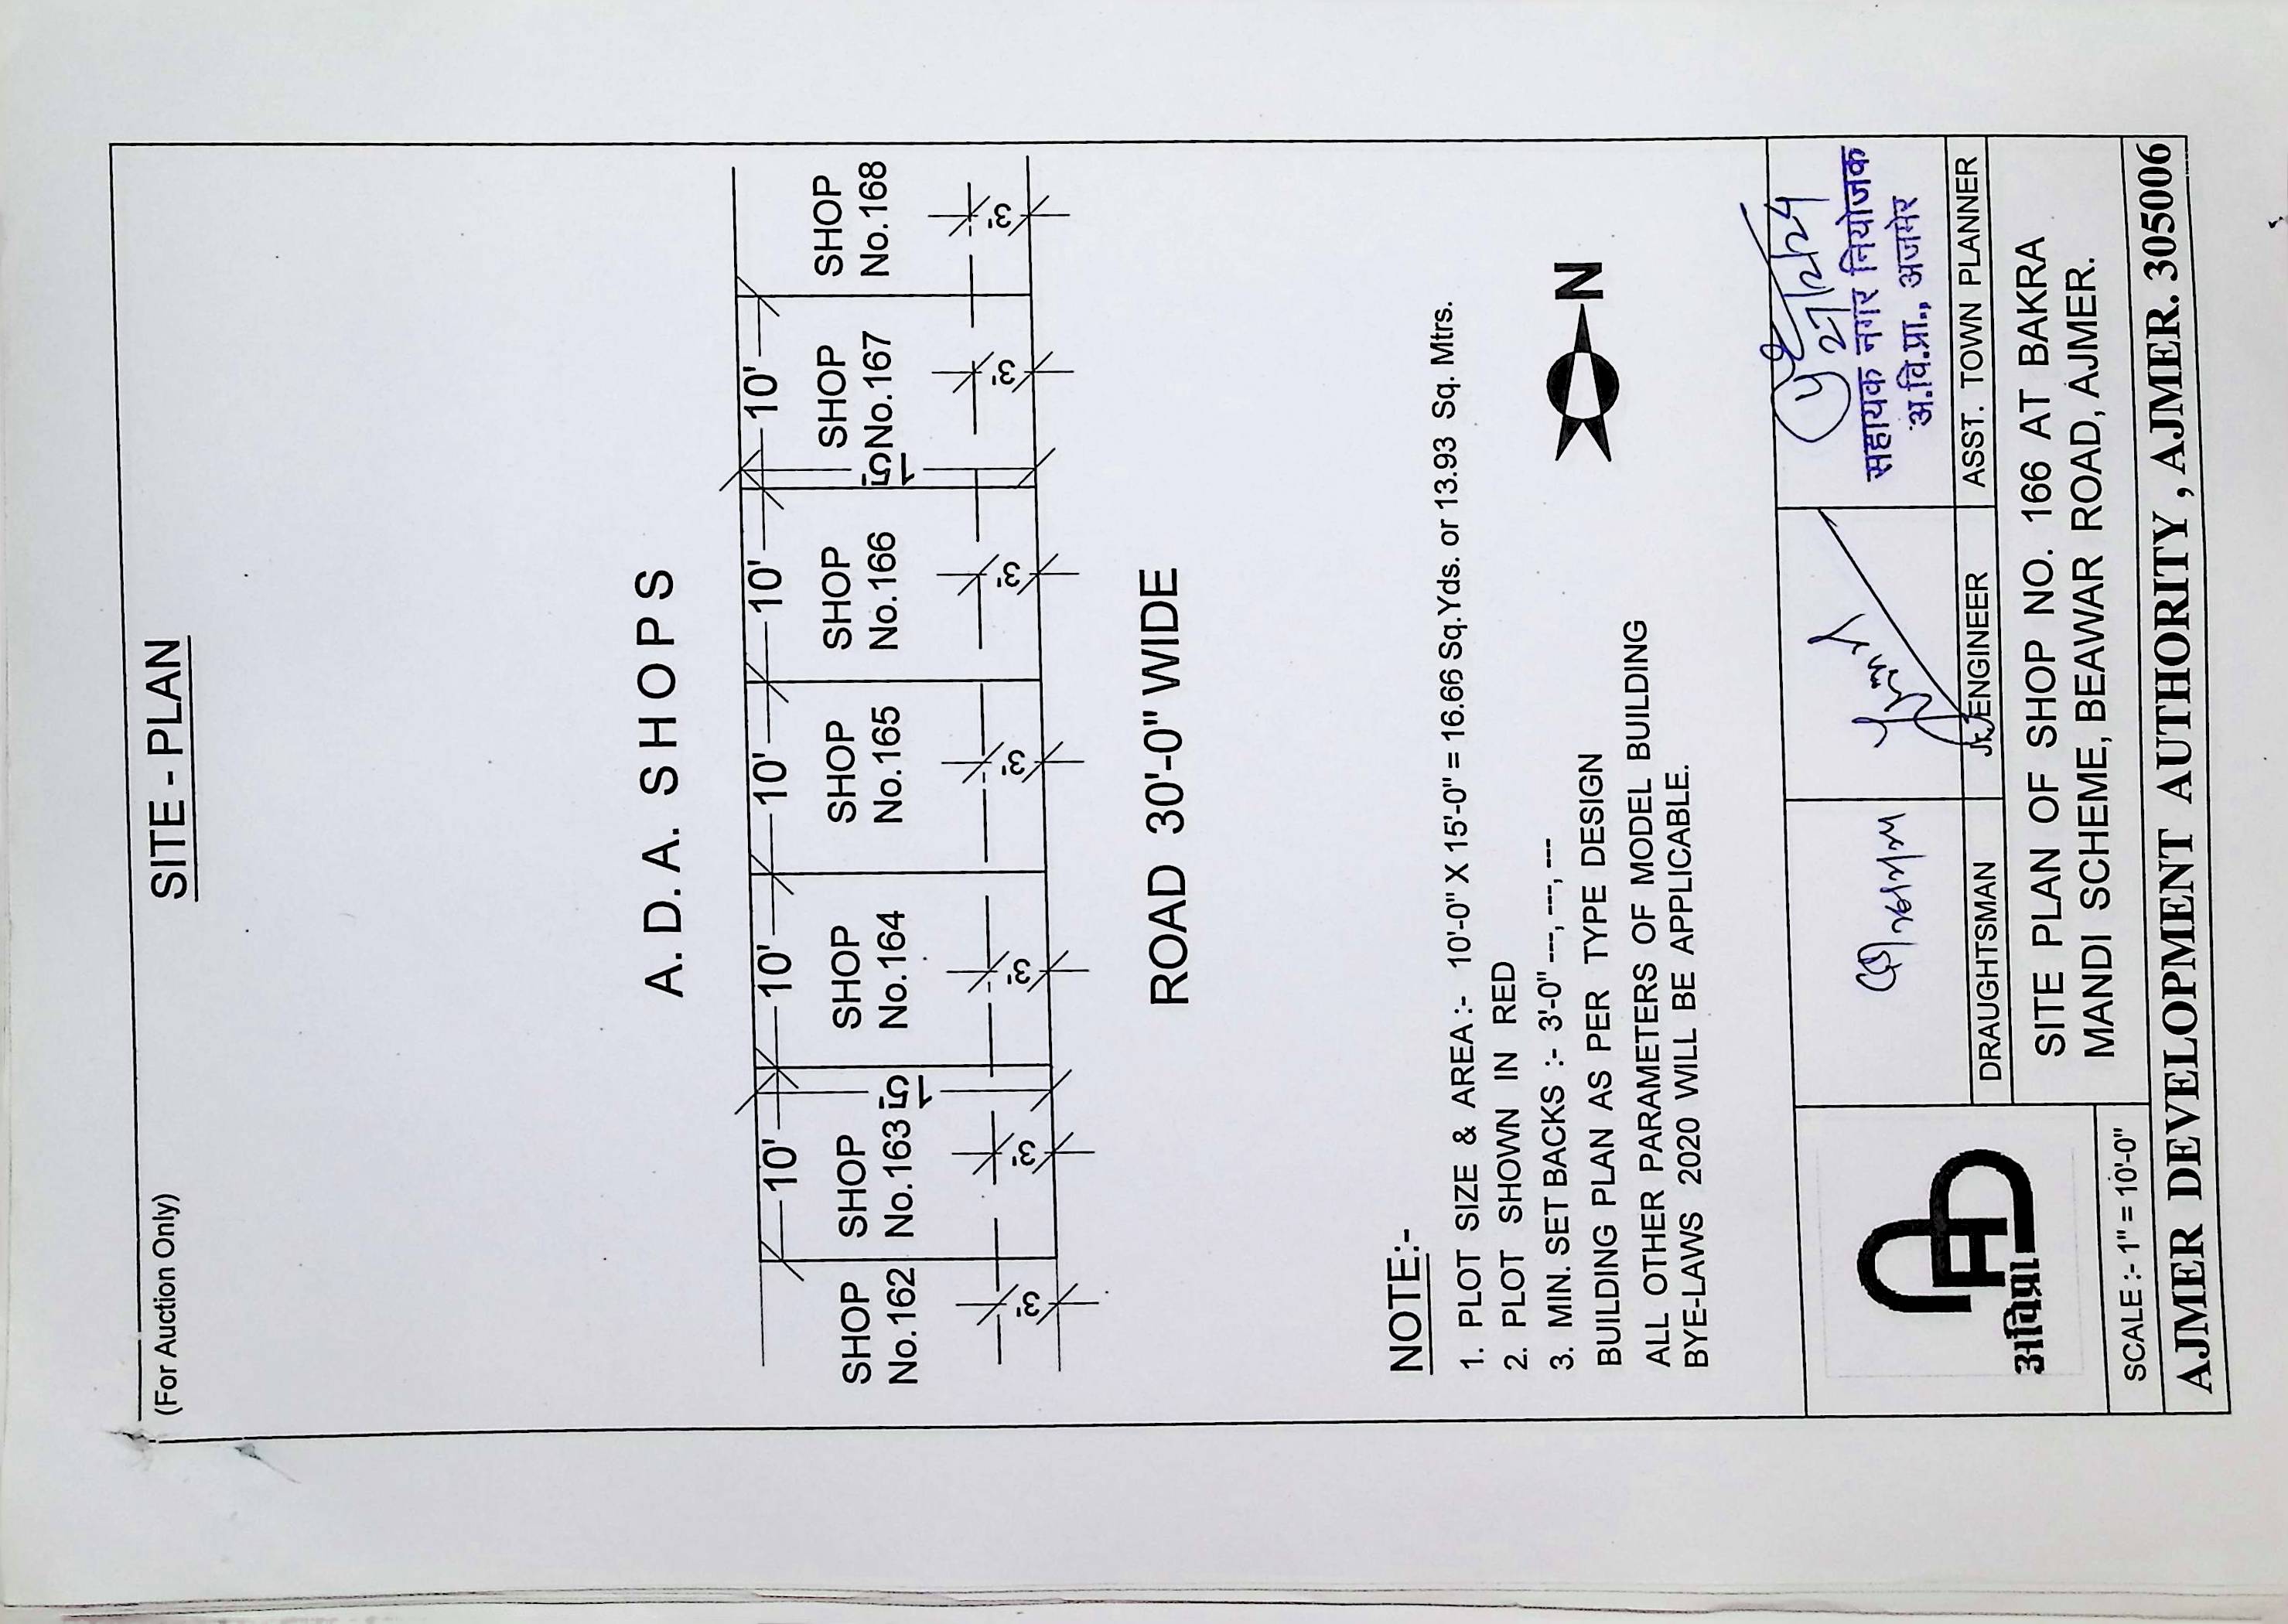 (For Auction Only)
SITE - PLAN
A. D. A. SHOPS
10' 10' 10' 10' 10'
SHOP No.162
SHOP No.163
SHOP No.164
SHOP No.165
SHOP No.166
SHOP No.167
SHOP No.168
15' 15'
3' 3' 3' 3' 3' 3' 3'
ROAD 30'-0" WIDE
NOTE:-
1. PLOT SIZE & AREA :- 10'-0" X 15'-0" = 16.66 Sq.Yds. or 13.93 Sq. Mtrs.
2. PLOT SHOWN IN RED
3. MIN. SET BACKS :- 3'-0" ---, ---, ---
BUILDING PLAN AS PER TYPE DESIGN
ALL OTHER PARAMETERS OF MODEL BUILDING
BYE-LAWS 2020 WILL BE APPLICABLE.
N
सहायक नगर नियोजक
अ.वि.प्रा., अजमेर
DRAUGHTSMAN
Jr. ENGINEER
ASST. TOWN PLANNER
अविप्रा
SITE PLAN OF SHOP NO. 166 AT BAKRA
MANDI SCHEME, BEAWAR ROAD, AJMER.
SCALE :- 1" = 10'-0"
AJMER DEVELOPMENT AUTHORITY , AJMER. 305006